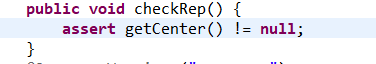 public void checkRep() {
assert getCenter() != null;
}